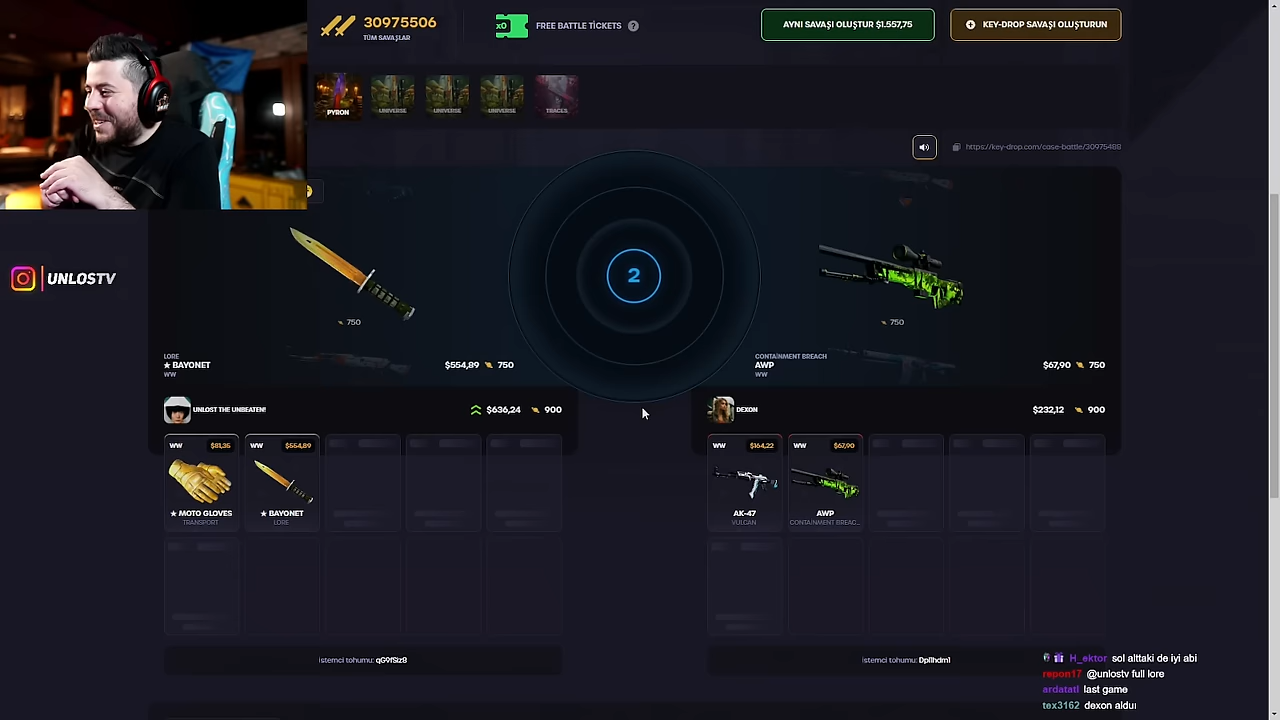 30975506
TÜM SAVAŞLAR
x0
FREE BATTLE TICKETS ?
AYNI SAVAŞI OLUŞTUR $1.557,75
KEY-DROP SAVAŞI OLUŞTURUN
PYRON
UNIVERSE
UNIVERSE
UNIVERSE
TRACES
https://key-drop.com/case-battle/30975488
UNLOSTV
2
750
750
LORE
★ BAYONET
WW
$554,89 750
CONTAINMENT BREACH
AWP
WW
$67,90 750
UNLOST THE UNBEATEN!
$636,24 900
DEXON
$232,12 900
WW $81,35
★ MOTO GLOVES
TRANSPORT
WW $554,89
★ BAYONET
LORE
WW $164,22
AK-47
VULCAN
WW $67,90
AWP
CONTAINMENT BREAC...
istemci tohumu: qG9fSiz8
istemci tohumu: Dpi1hdm1
H_ektor sol alttaki de iyi abi
repon17 @unlostv full lore
ardatatl last game
tex3162 dexon aldıı